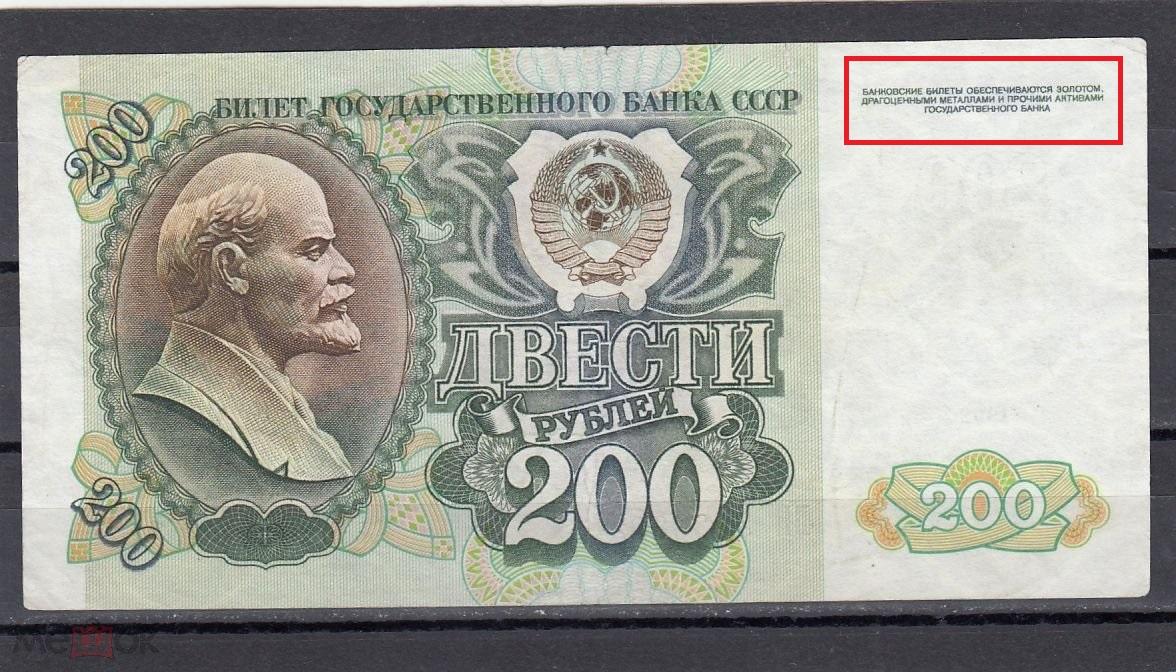 200
БИЛЕТ ГОСУДАРСТВЕННОГО БАНКА СССР
БАНКОВСКИЕ БИЛЕТЫ ОБЕСПЕЧИВАЮТСЯ ЗОЛОТОМ,
ДРАГОЦЕННЫМИ МЕТАЛЛАМИ И ПРОЧИМИ АКТИВАМИ
ГОСУДАРСТВЕННОГО БАНКА
ДВЕСТИ
РУБЛЕЙ
200
200
200
Мешок